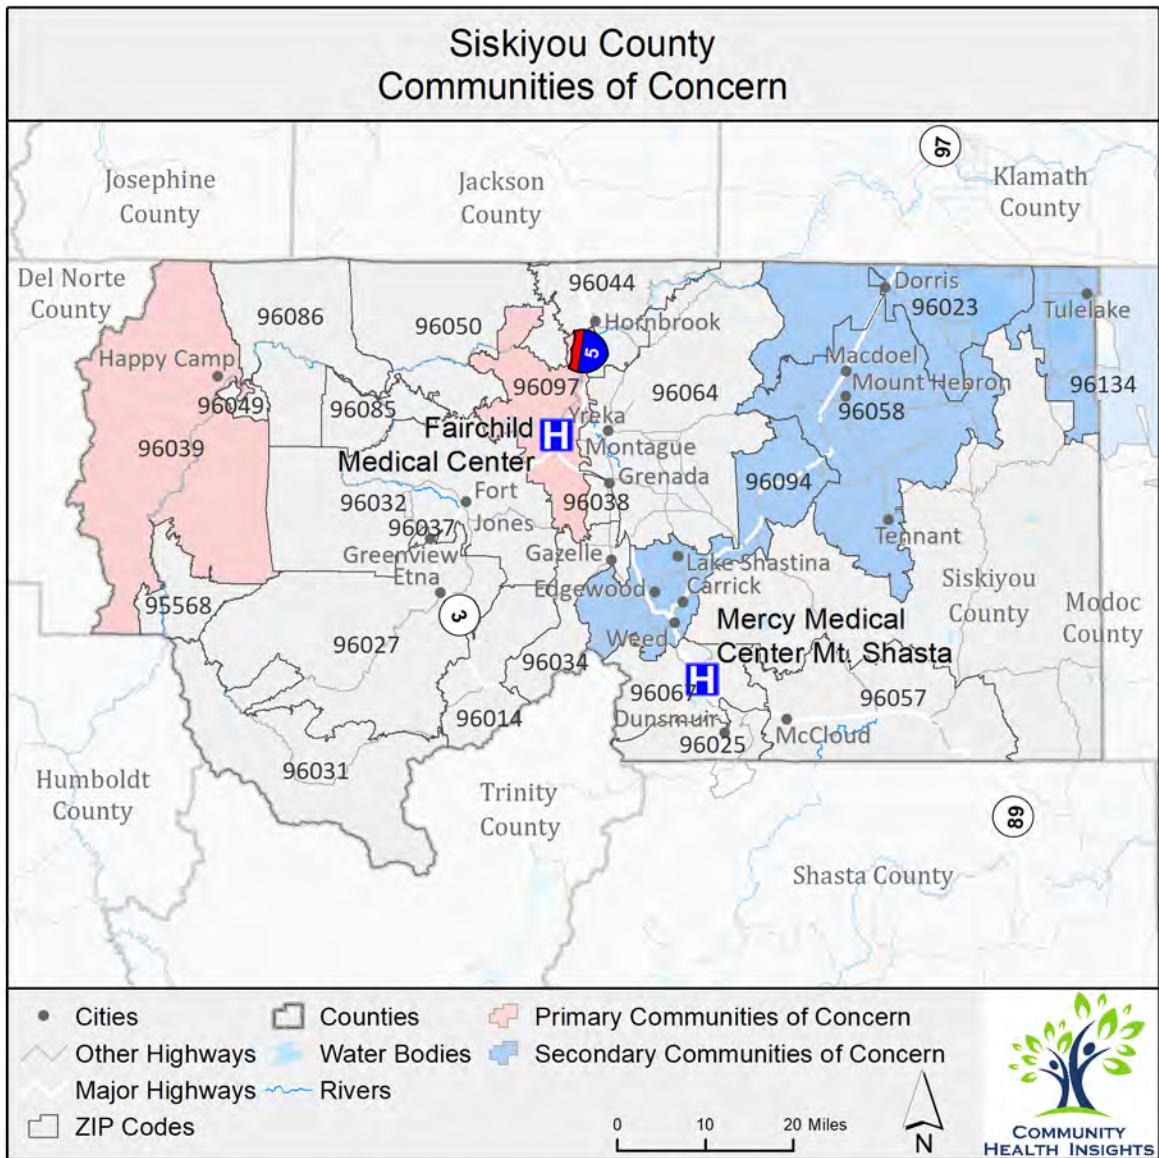 Siskiyou County
Communities of Concern
97
Josephine
County
Jackson
County
Klamath
County
Del Norte
County
96044
Dorris
96023
Tulelake
96086
96050
Hornbrook
5
Happy Camp
96097
Macdoel
96134
96049
96085
96064
Mount Hebron
96058
96039
Fairchild
Medical Center
H
Yreka
Montague
96032
Fort
Jones
96038
Grenada
96094
96037
Greenview
Etna
Gazelle
Tennant
Lake Shastina
Edgewood
Carrick
Siskiyou
County
Modoc
County
95568
3
96027
Weed
Mercy Medical
Center Mt. Shasta
96034
96067
H
96057
96014
Dunsmuir
96025
McCloud
96031
Humboldt
County
Trinity
County
89
Shasta County
Cities
Counties
Primary Communities of Concern
Other Highways
Water Bodies
Secondary Communities of Concern
Major Highways
Rivers
ZIP Codes
0 10 20 Miles
N
COMMUNITY
HEALTH INSIGHTS